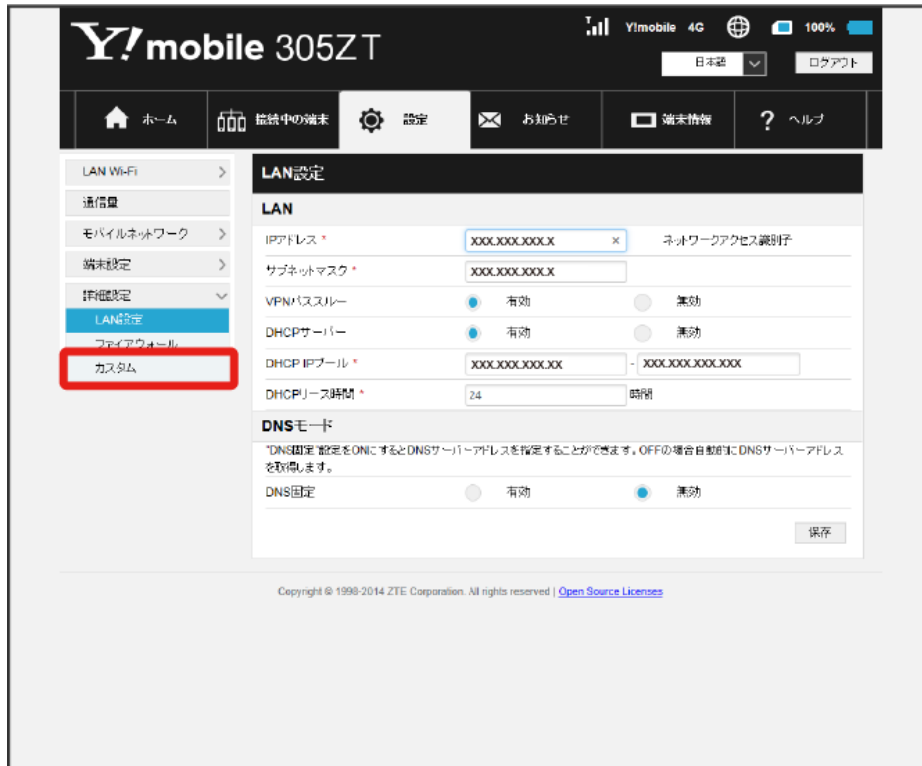 Y! mobile 305ZT
Y!mobile 4G 100%
日本語 ログアウト
ホーム 接続中の端末 設定 お知らせ 端末情報 ? ヘルプ
LAN Wi-Fi
通信量
モバイルネットワーク
端末設定
詳細設定
LAN設定
ファイアウォール
カスタム
LAN設定
LAN
IPアドレス * XXX.XXX.XXX.X × ネットワークアクセス識別子
サブネットマスク * XXX.XXX.XXX.X
VPNパススルー 有効 無効
DHCPサーバー 有効 無効
DHCP IPプール * XXX.XXX.XXX.XX - XXX.XXX.XXX.XXX
DHCPリース時間 * 24 時間
DNSモード
"DNS固定"設定をONにするとDNSサーバーアドレスを指定することができます。OFFの場合自動的にDNSサーバーアドレス
を取得します。
DNS固定 有効 無効
保存
Copyright © 1998-2014 ZTE Corporation. All rights reserved | Open Source Licenses